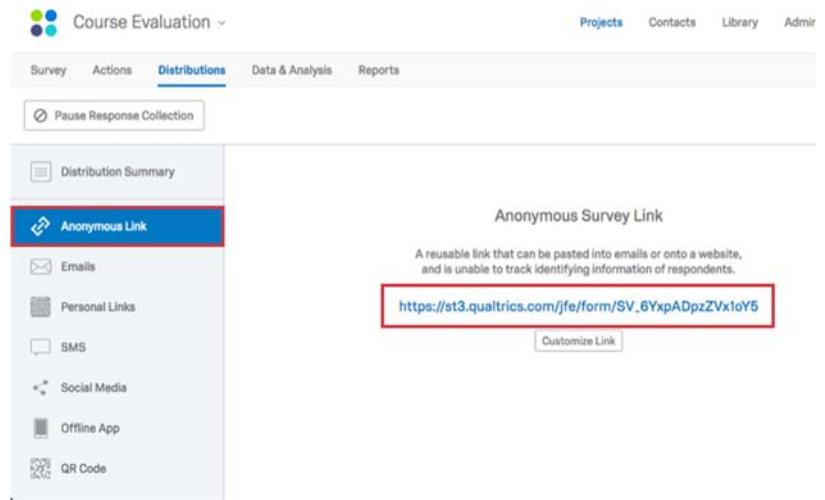 Course Evaluation
Projects Contacts Library Admin
Survey Actions Distributions Data & Analysis Reports
Pause Response Collection
Distribution Summary
Anonymous Link
Emails
Personal Links
SMS
Social Media
Offline App
QR Code
Anonymous Survey Link
A reusable link that can be pasted into emails or onto a website,
and is unable to track identifying information of respondents.
https://st3.qualtrics.com/jfe/form/SV_6YxpADpzZVx1oY5
Customize Link